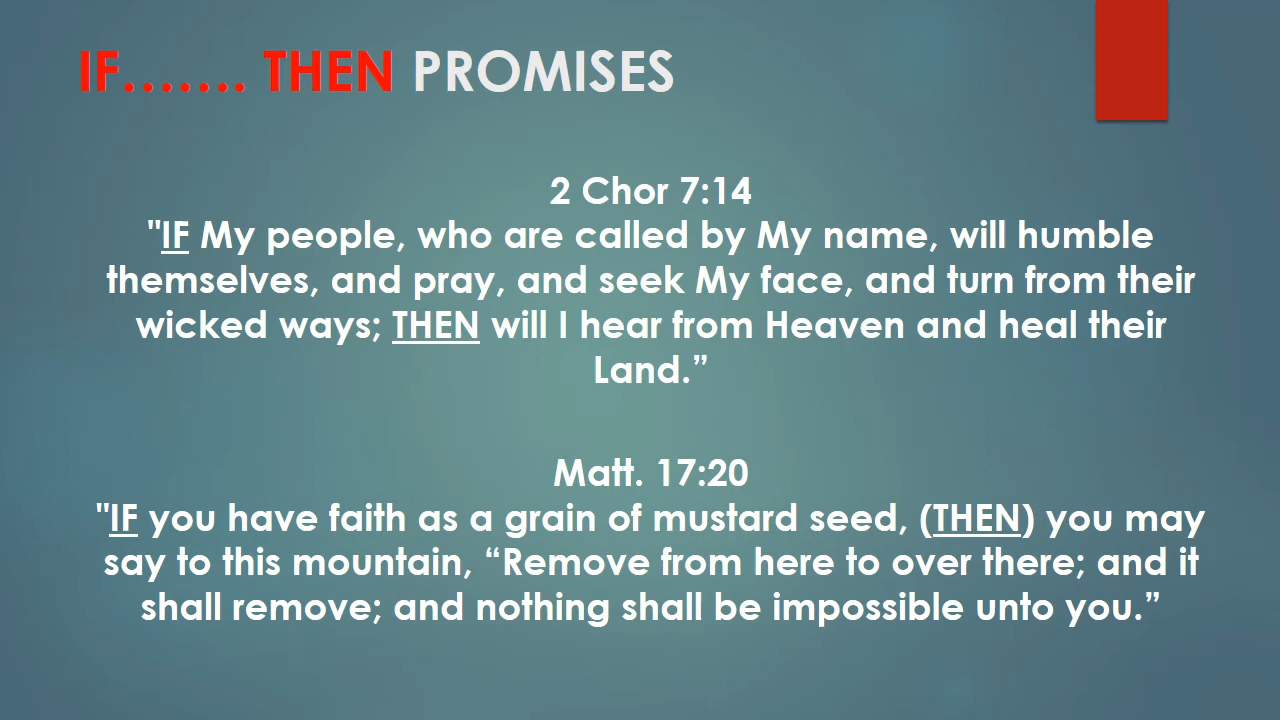 IF....... THEN PROMISES
2 Chor 7:14
"IF My people, who are called by My name, will humble
themselves, and pray, and seek My face, and turn from their
wicked ways; THEN will I hear from Heaven and heal their
Land.”
Matt. 17:20
"IF you have faith as a grain of mustard seed, (THEN) you may
say to this mountain, “Remove from here to over there; and it
shall remove; and nothing shall be impossible unto you.”